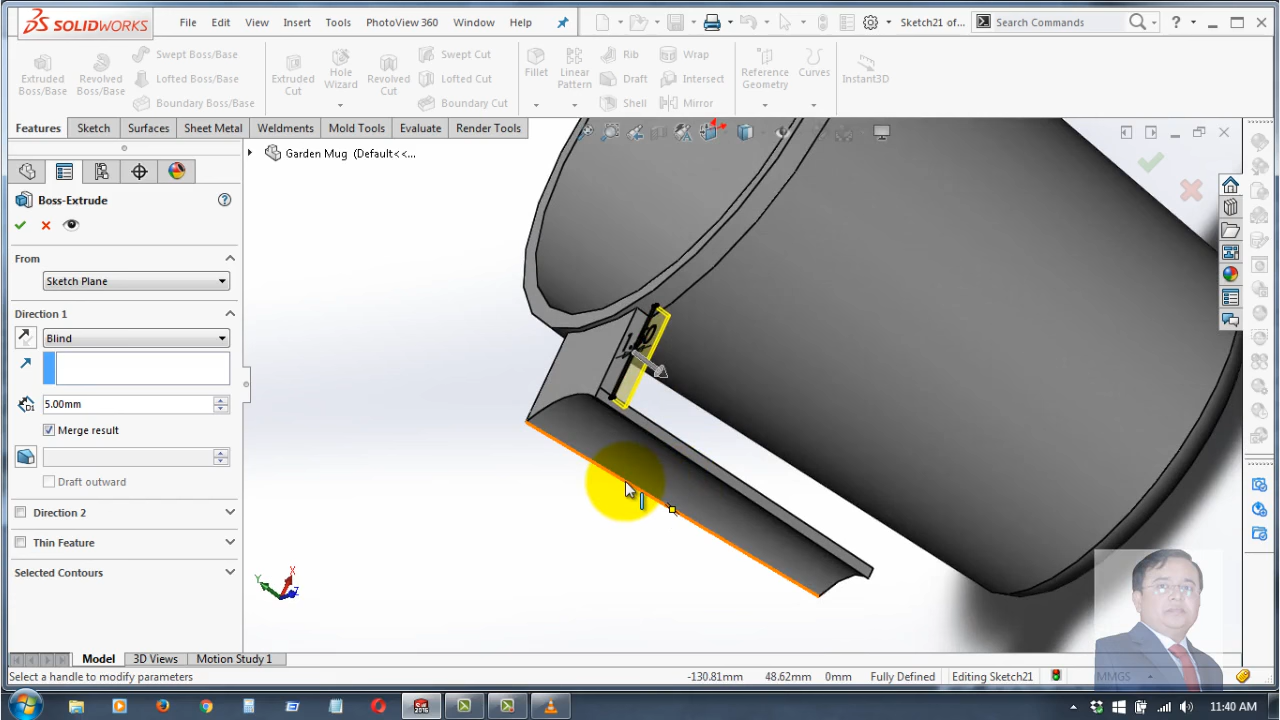 SOLIDWORKS
File Edit View Insert Tools PhotoView 360 Window Help
Sketch21 of...
Search Commands
Extruded Boss/Base
Revolved Boss/Base
Swept Boss/Base
Lofted Boss/Base
Boundary Boss/Base
Extruded Cut
Hole Wizard
Revolved Cut
Swept Cut
Lofted Cut
Boundary Cut
Fillet
Linear Pattern
Rib
Draft
Shell
Wrap
Intersect
Mirror
Reference Geometry
Curves
Instant3D
Features Sketch Surfaces Sheet Metal Weldments Mold Tools Evaluate Render Tools
Garden Mug (Default<<...
Boss-Extrude
From
Sketch Plane
Direction 1
Blind
5.00mm
Merge result
Draft outward
Direction 2
Thin Feature
Selected Contours
Y X Z
Model 3D Views Motion Study 1
Select a handle to modify parameters
-130.81mm 48.62mm 0mm Fully Defined Editing Sketch21 MMGS
2016
11:40 AM